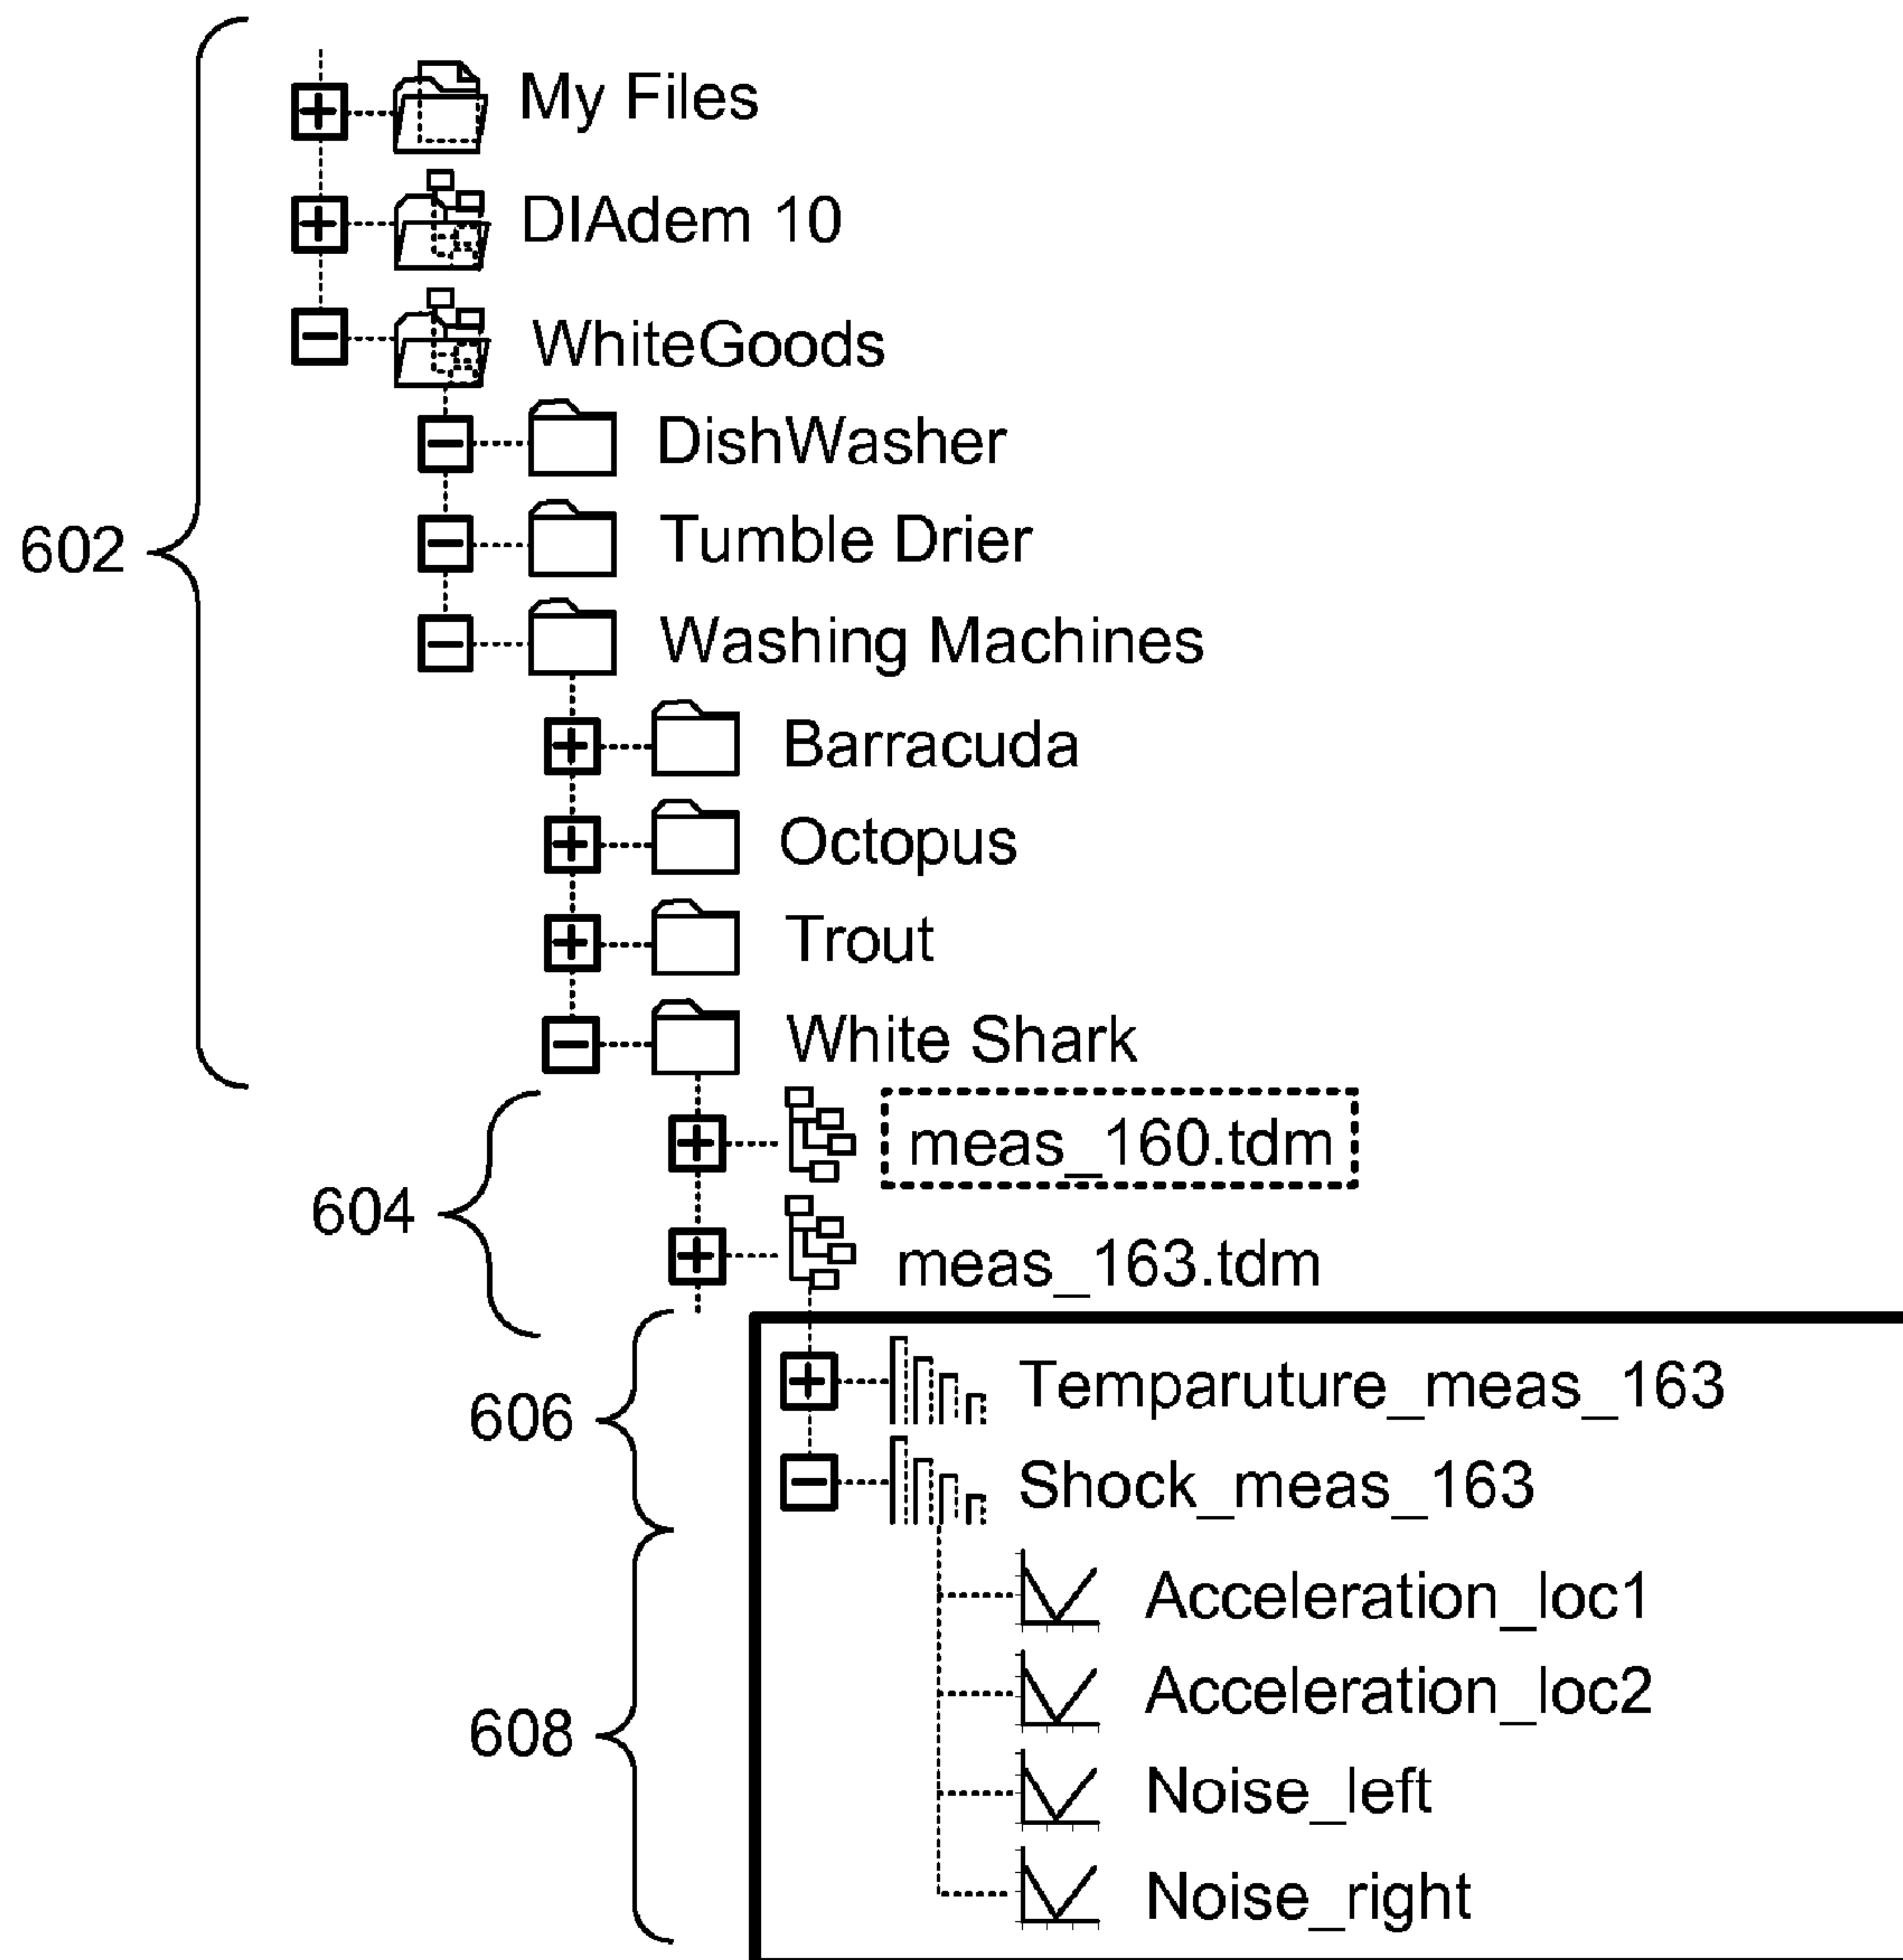 My Files
DIAdem 10
WhiteGoods
DishWasher
602
Tumble Drier
Washing Machines
Barracuda
Octopus
Trout
White Shark
meas_160.tdm
604
meas_163.tdm
Temparuture_meas_163
606
Shock_meas_163
Acceleration_loc1
Acceleration_loc2
608
Noise_left
Noise_right